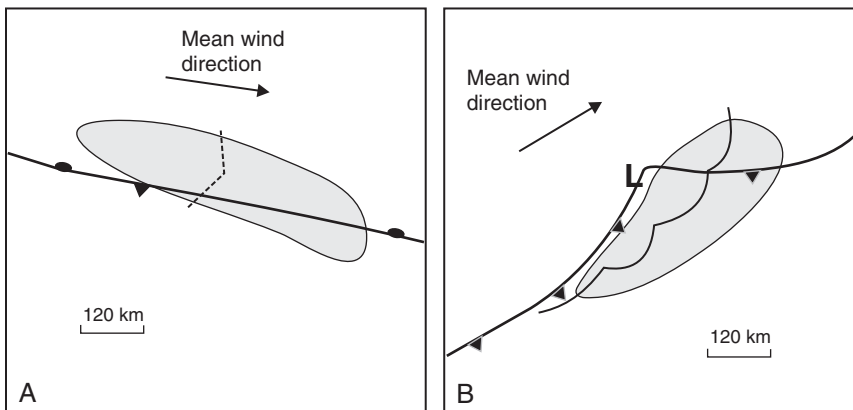 Mean wind
direction
120 km
A
Mean wind
direction
L
120 km
B